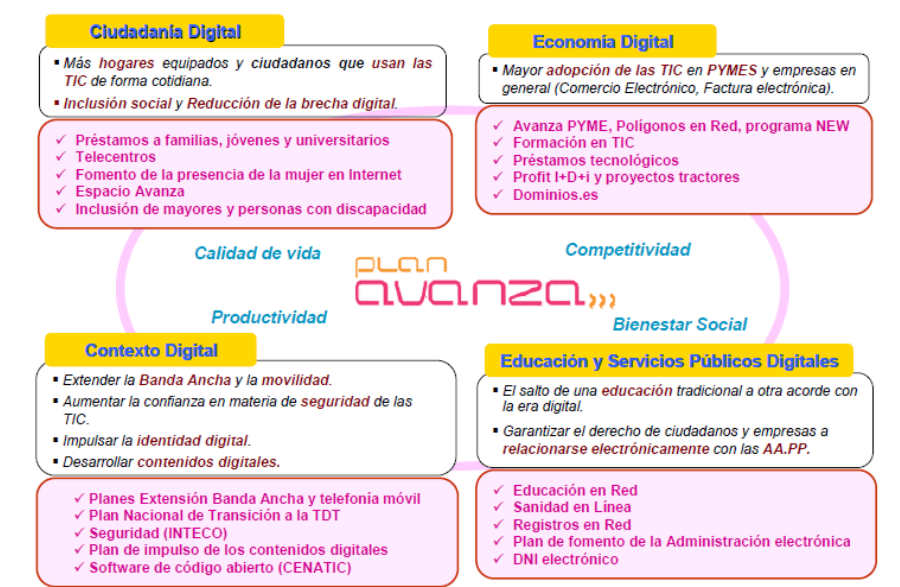 Ciudadanía Digital
▪ Más hogares equipados y ciudadanos que usan las
TIC de forma cotidiana.
▪ Inclusión social y Reducción de la brecha digital.
✓ Préstamos a familias, jóvenes y universitarios
✓ Telecentros
✓ Fomento de la presencia de la mujer en Internet
✓ Espacio Avanza
✓ Inclusión de mayores y personas con discapacidad
Economía Digital
▪ Mayor adopción de las TIC en PYMES y empresas en
general (Comercio Electrónico, Factura electrónica).
✓ Avanza PYME, Polígonos en Red, programa NEW
✓ Formación en TIC
✓ Préstamos tecnológicos
✓ Profit I+D+i y proyectos tractores
✓ Dominios.es
Calidad de vida
Competitividad
plan
avanza
Productividad
Bienestar Social
Contexto Digital
▪ Extender la Banda Ancha y la movilidad.
▪ Aumentar la confianza en materia de seguridad de las
TIC.
▪ Impulsar la identidad digital.
▪ Desarrollar contenidos digitales.
✓ Planes Extensión Banda Ancha y telefonía móvil
✓ Plan Nacional de Transición a la TDT
✓ Seguridad (INTECO)
✓ Plan de impulso de los contenidos digitales
✓ Software de código abierto (CENATIC)
Educación y Servicios Públicos Digitales
▪ El salto de una educación tradicional a otra acorde con
la era digital.
▪ Garantizar el derecho de ciudadanos y empresas a
relacionarse electrónicamente con las AA.PP.
✓ Educación en Red
✓ Sanidad en Línea
✓ Registros en Red
✓ Plan de fomento de la Administración electrónica
✓ DNI electrónico